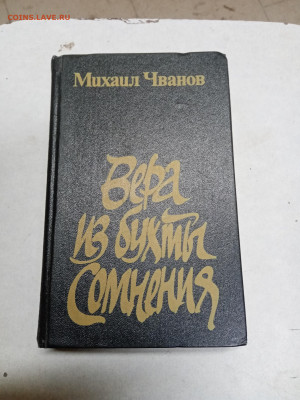 COINS.LAVE.RU
Михаил Чванов
Вера
из бухты
Сомнения